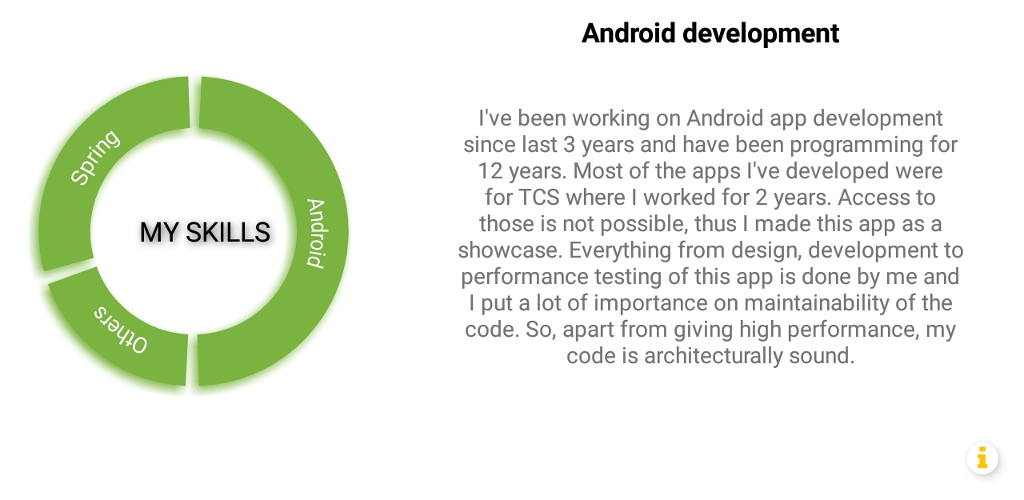 Android development
Spring
Android
MY SKILLS
Others
I've been working on Android app development
since last 3 years and have been programming for
12 years. Most of the apps I've developed were
for TCS where I worked for 2 years. Access to
those is not possible, thus I made this app as a
showcase. Everything from design, development to
performance testing of this app is done by me and
I put a lot of importance on maintainability of the
code. So, apart from giving high performance, my
code is architecturally sound.
i